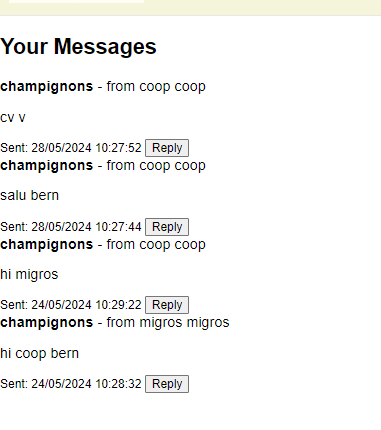 Your Messages
champignons - from coop coop
cv v
Sent: 28/05/2024 10:27:52 Reply
champignons - from coop coop
salu bern
Sent: 28/05/2024 10:27:44 Reply
champignons - from coop coop
hi migros
Sent: 24/05/2024 10:29:22 Reply
champignons - from migros migros
hi coop bern
Sent: 24/05/2024 10:28:32 Reply